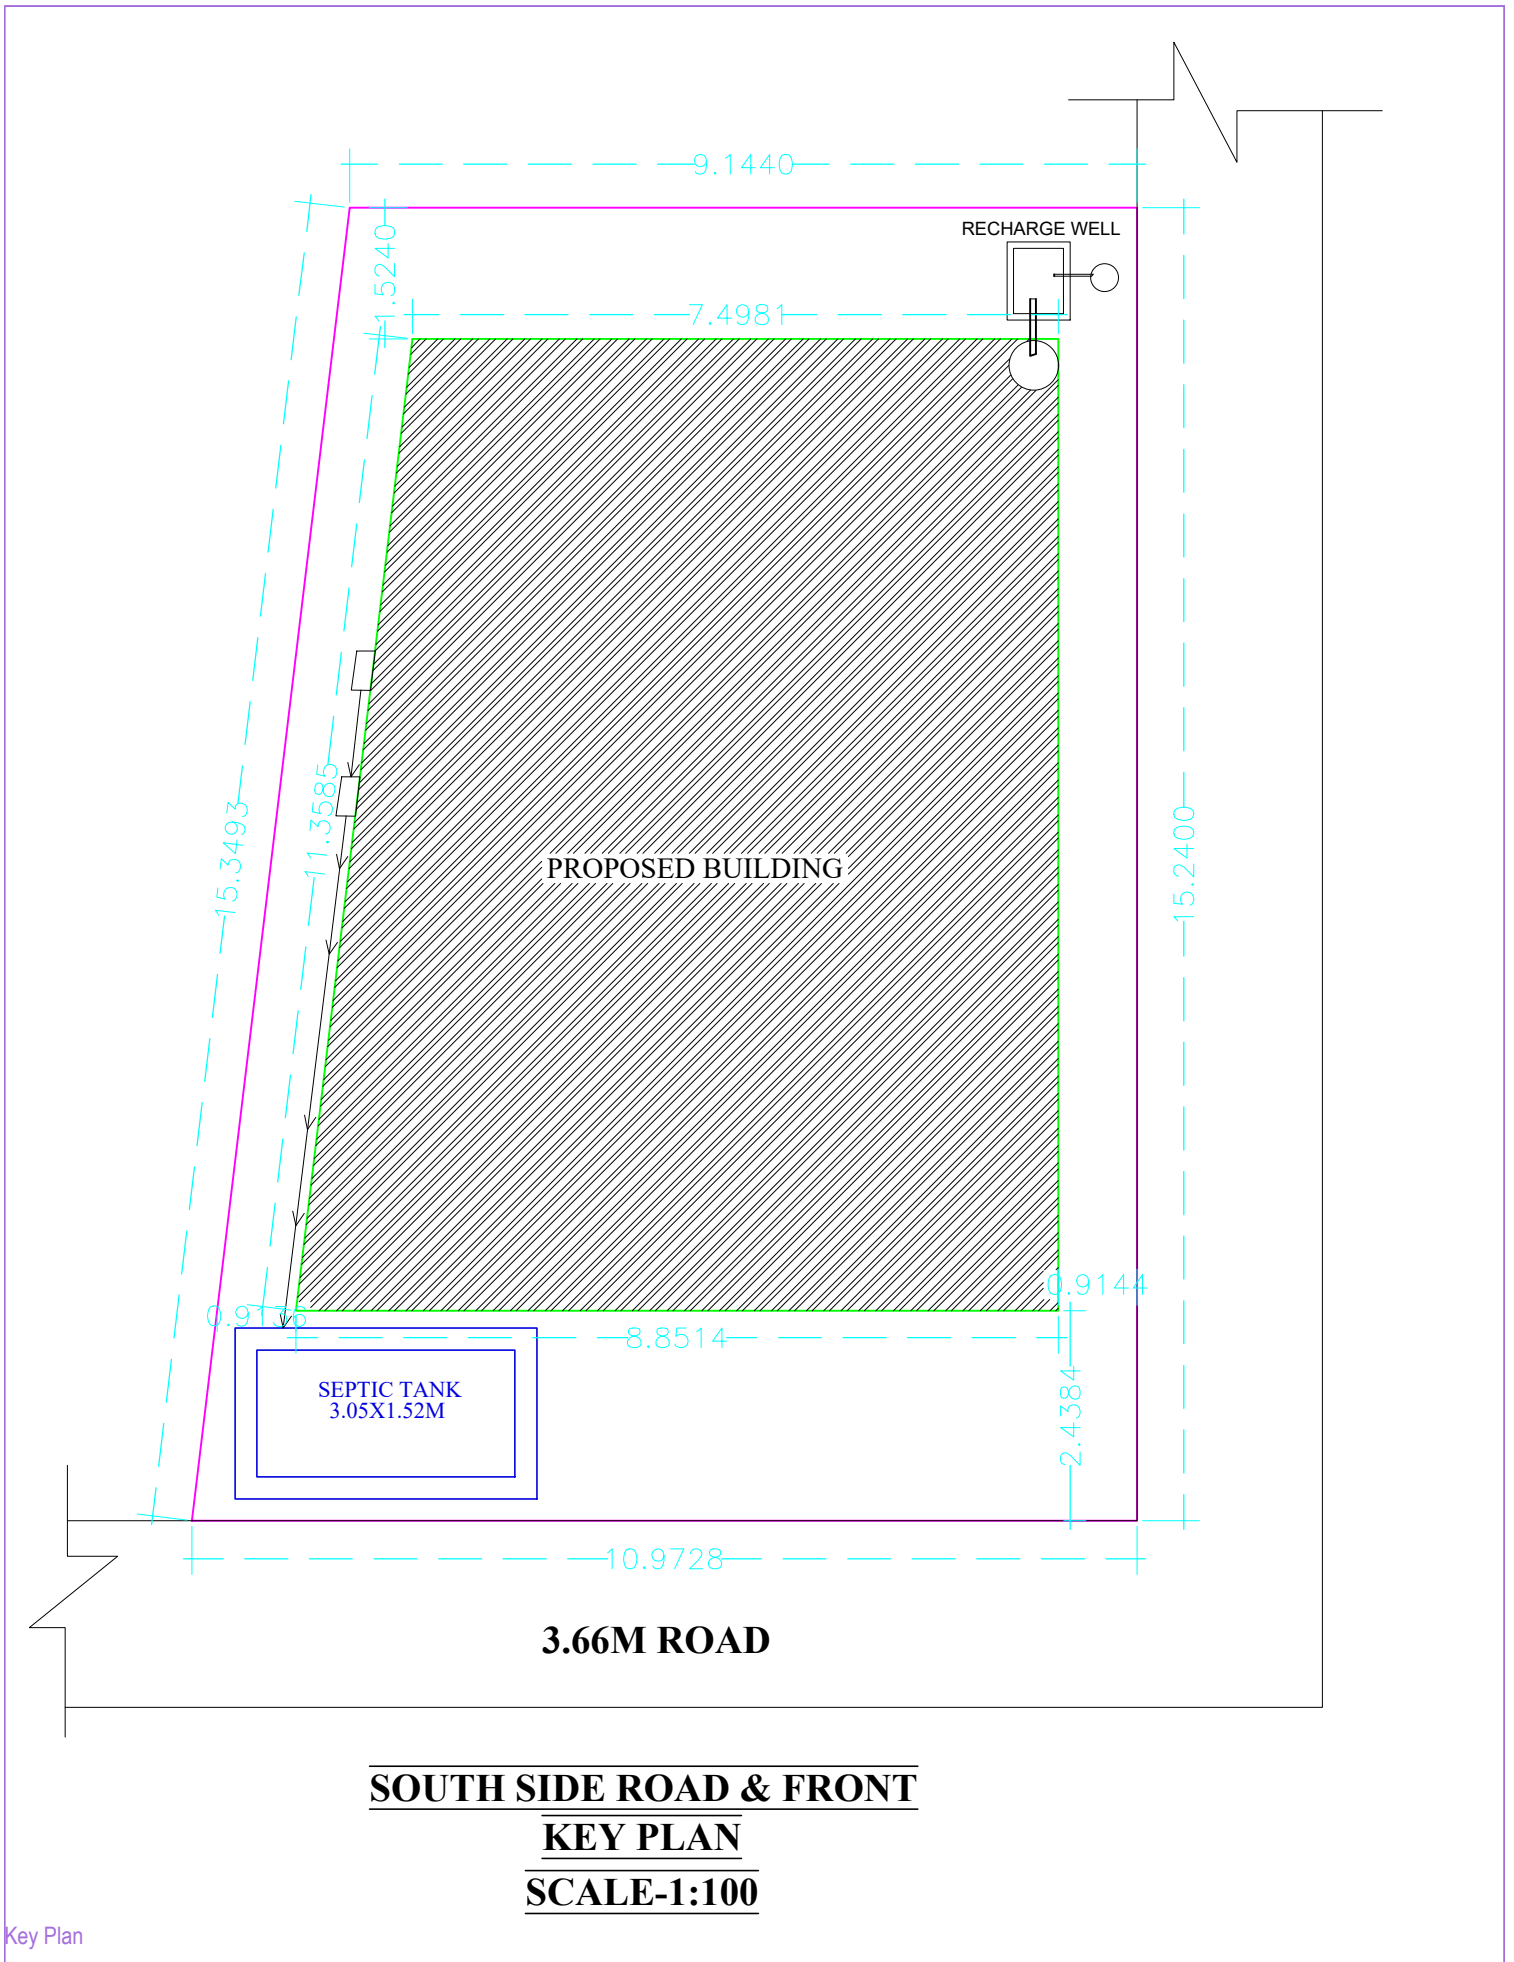 9.1440
RECHARGE WELL
1.5240
7.4981
15.3493
11.3585
15.2400
PROPOSED BUILDING
0.9144
0.9136
8.8514
SEPTIC TANK
3.05X1.52M
2.4384
10.9728
3.66M ROAD
SOUTH SIDE ROAD & FRONT
KEY PLAN
SCALE-1:100
Key Plan